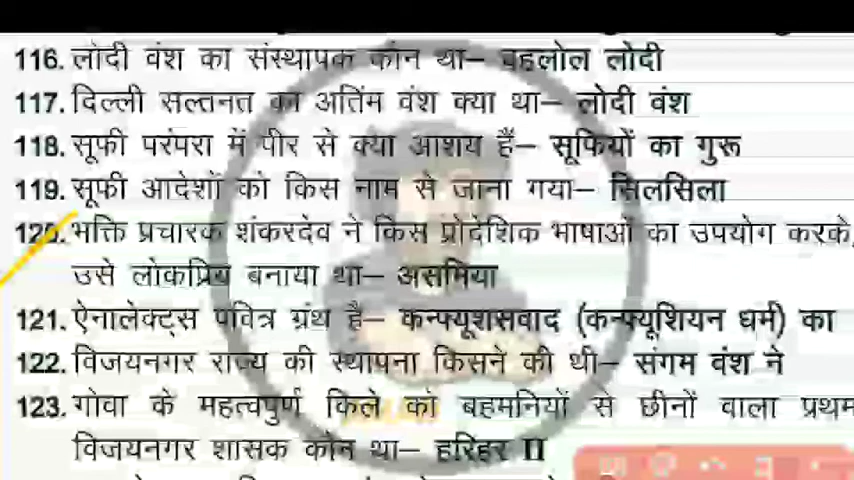 116. लोदी वंश का संस्थापक कौन था– बहलोल लोदी
117. दिल्ली सल्तनत का अतिंम वंश क्या था– लोदी वंश
118. सूफी परंपरा में पीर से क्या आशय है– सूफियों का गुरू
119. सूफी आदेशों को किस नाम से जाना गया– सिलसिला
120. भक्ति प्रचारक शंकरदेव ने किस प्रादेशिक भाषाओं का उपयोग करके,
उसे लोकप्रिय बनाया था– असमिया
121. ऐनालेक्ट्स पवित्र ग्रंथ है– कन्फ्यूशसवाद (कन्फ्यूशियन धर्म) का
122. विजयनगर राज्य की स्थापना किसने की थी– संगम वंश ने
123. गोवा के महत्वपुर्ण किले को बहमनियों से छीनों वाला प्रथम
विजयनगर शासक कौन था– हरिहर II